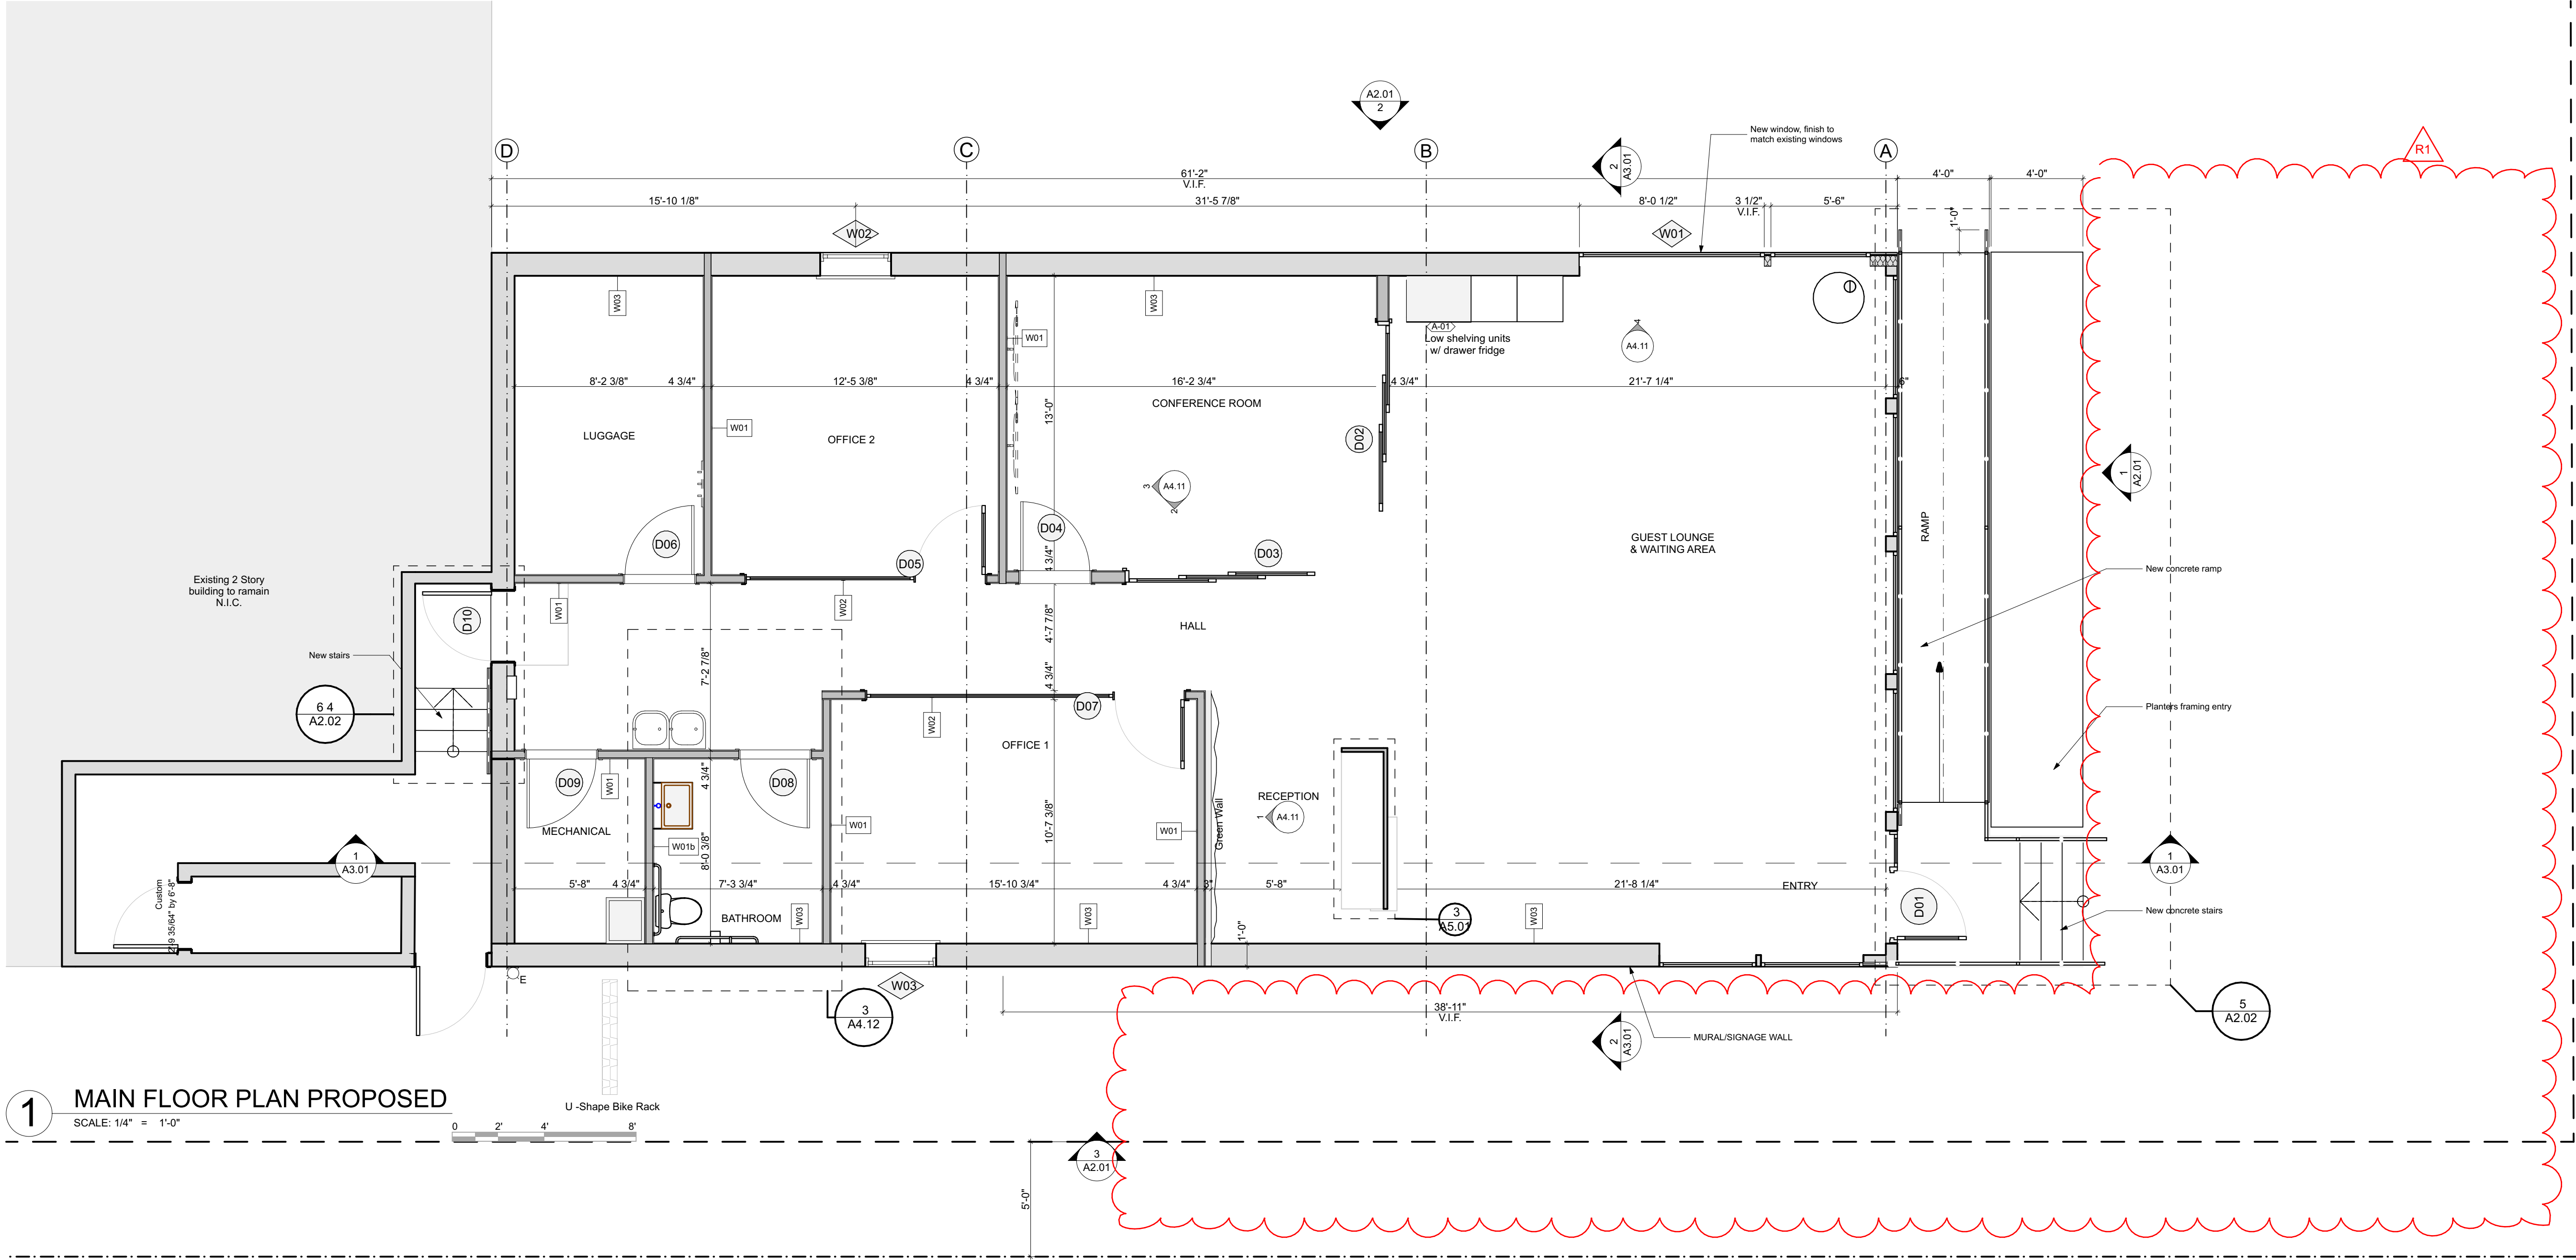 A2.01
2
New window, finish to
match existing windows
D
C
B
A
2
A3.01
R1
61'-2"
V.I.F.
4'-0"
4'-0"
15'-10 1/8"
31'-5 7/8"
8'-0 1/2"
3 1/2"
V.I.F.
5'-6"
1'-0"
W02
W01
W03
W03
W01
A-01
Low shelving units
w/ drawer fridge
4
A4.11
8'-2 3/8"
4 3/4"
12'-5 3/8"
4 3/4"
16'-2 3/4"
4 3/4"
21'-7 1/4"
6"
13'-0"
CONFERENCE ROOM
LUGGAGE
W01
OFFICE 2
D02
1
A2.01
3
A4.11
2
D06
D05
D04
4 3/4"
D03
GUEST LOUNGE
& WAITING AREA
RAMP
New concrete ramp
Existing 2 Story
building to ramain
N.I.C.
D10
W01
W02
4'-7 7/8"
HALL
New stairs
7'-2 7/8"
4 3/4"
6 4
A2.02
D07
W02
Planters framing entry
OFFICE 1
D09
W01
4 3/4"
D08
RECEPTION
1
A4.11
Green Wall
MECHANICAL
W01b
8'-0 3/8"
W01
10'-7 3/8"
W01
1
A3.01
1
A3.01
Custom
2'-9 35/64" by 6'-8"
5'-8"
4 3/4"
7'-3 3/4"
4 3/4"
15'-10 3/4"
4 3/4"
3"
5'-8"
21'-8 1/4"
ENTRY
BATHROOM
W03
W03
3
A5.01
W03
D01
New concrete stairs
1'-0"
E
W03
3
A4.12
38'-11"
V.I.F.
2
A3.01
MURAL/SIGNAGE WALL
5
A2.02
1
MAIN FLOOR PLAN PROPOSED
SCALE: 1/4" = 1'-0"
U -Shape Bike Rack
0 2' 4' 8'
3
A2.01
5'-0"